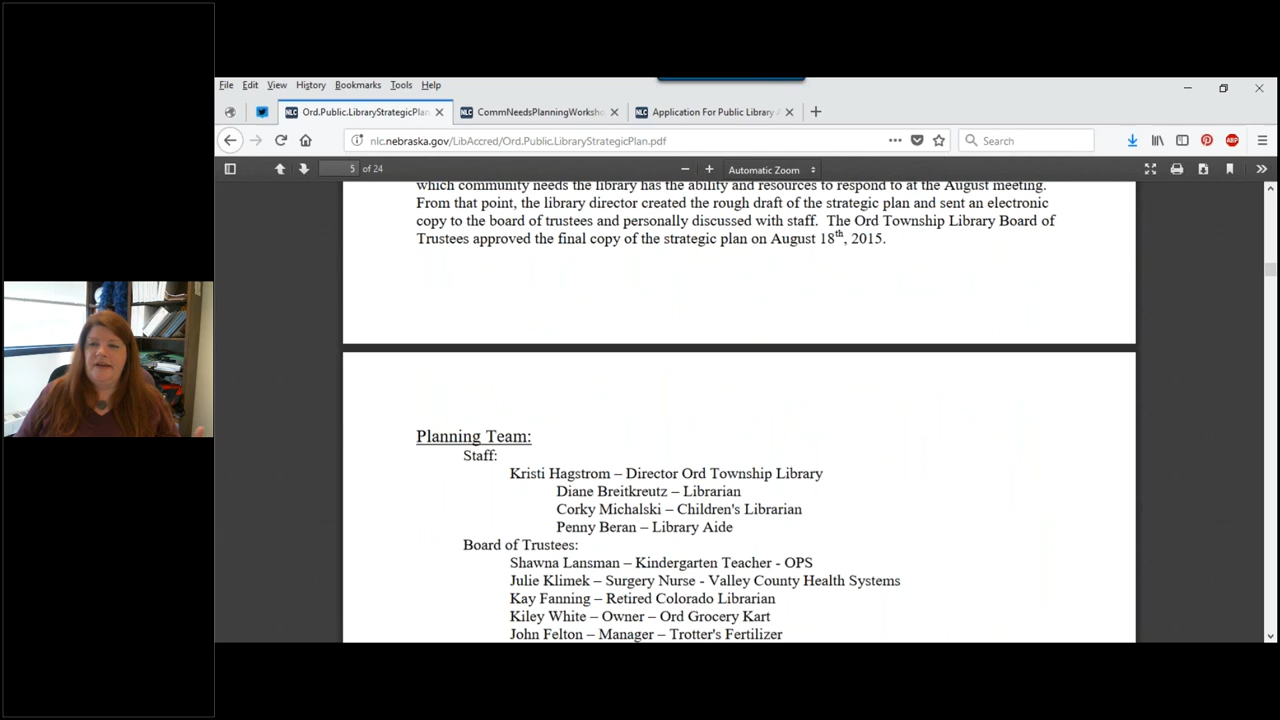 File Edit View History Bookmarks Tools Help
NLC Ord.Public.LibraryStrategicPlan. NLC CommNeedsPlanningWorksho NLC Application For Public Library A
nlc.nebraska.gov/LibAccred/Ord.Public.LibraryStrategicPlan.pdf Search ABP
5 of 24 Automatic Zoom
which community needs the library has the ability and resources to respond to at the August meeting.
From that point, the library director created the rough draft of the strategic plan and sent an electronic
copy to the board of trustees and personally discussed with staff. The Ord Township Library Board of
Trustees approved the final copy of the strategic plan on August 18th, 2015.
Planning Team:
Staff:
Kristi Hagstrom – Director Ord Township Library
Diane Breitkreutz – Librarian
Corky Michalski – Children's Librarian
Penny Beran – Library Aide
Board of Trustees:
Shawna Lansman – Kindergarten Teacher - OPS
Julie Klimek – Surgery Nurse - Valley County Health Systems
Kay Fanning – Retired Colorado Librarian
Kiley White – Owner – Ord Grocery Kart
John Felton – Manager – Trotter's Fertilizer